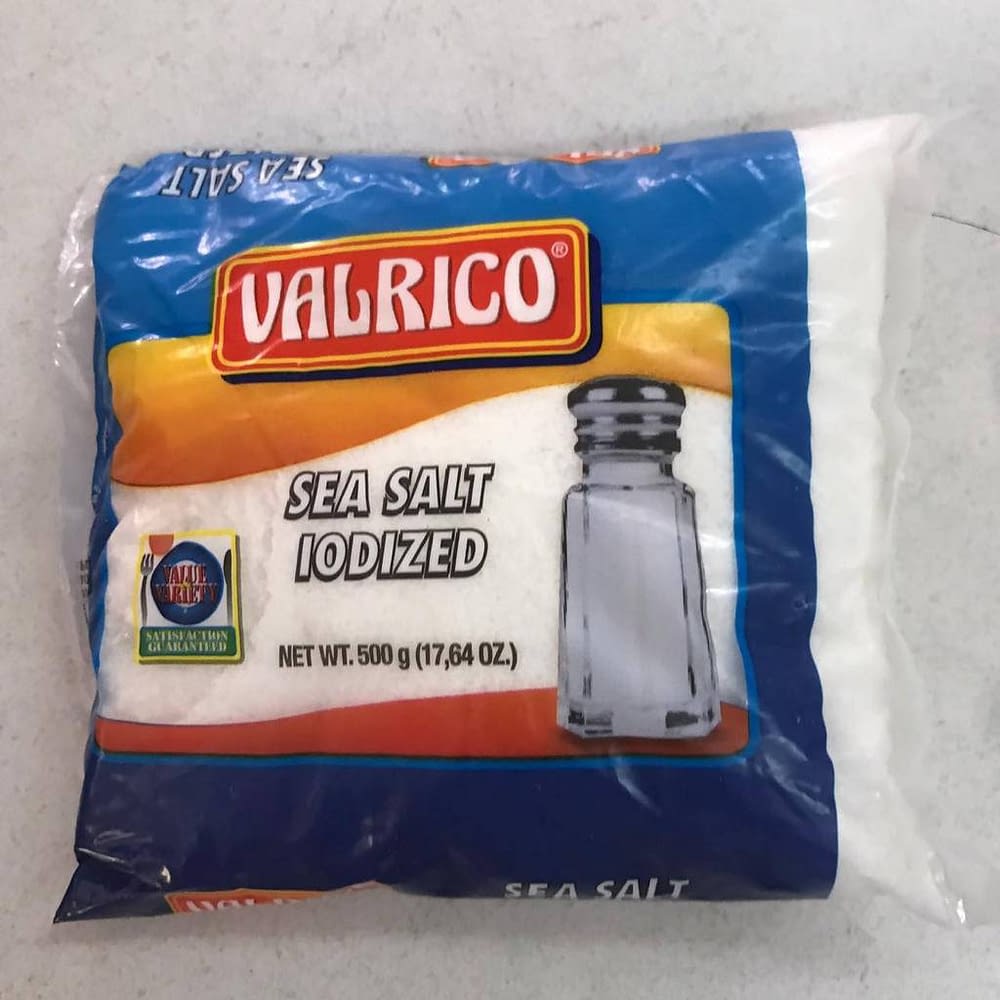 SEA SALT
VALRICO®
SEA SALT
IODIZED
VALUE
VARIETY
SATISFACTION
GUARANTEED
NET WT. 500 g (17,64 OZ.)
SEA SALT